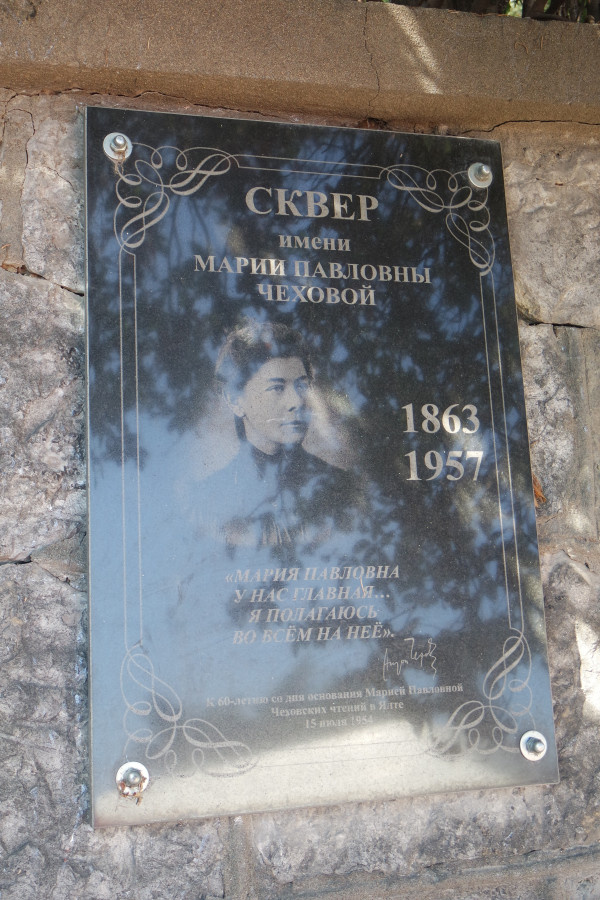 СКВЕР
имени
МАРИИ ПАВЛОВНЫ
ЧЕХОВОЙ
1863
1957
«МАРИЯ ПАВЛОВНА
У НАС ГЛАВНАЯ...
Я ПОЛАГАЮСЬ
ВО ВСЁМ НА НЕЁ».
К 60-летию со дня основания Марией Павловной
Чеховских чтений в Ялте
15 июля 1954